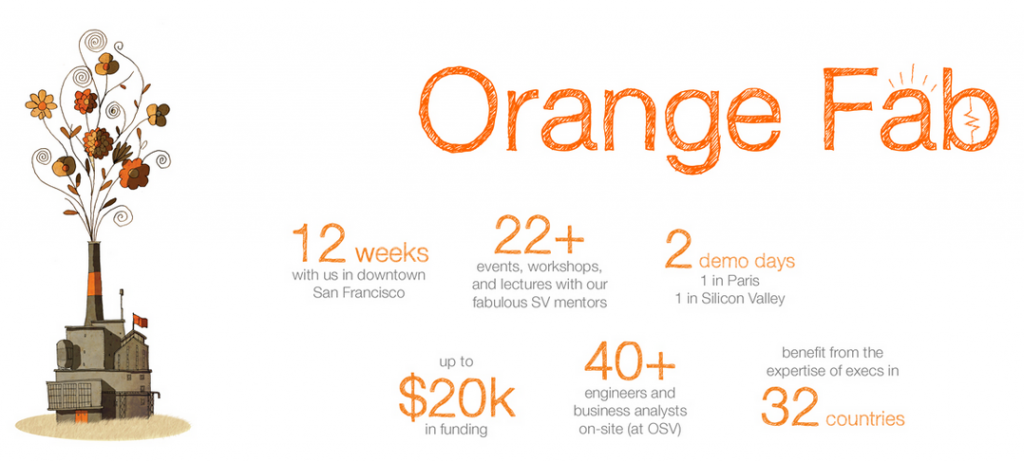 Orange Fab
12 weeks
with us in downtown
San Francisco
22+
events, workshops,
and lectures with our
fabulous SV mentors
2 demo days
1 in Paris
1 in Silicon Valley
up to
$20k
in funding
40+
engineers and
business analysts
on-site (at OSV)
benefit from the
expertise of execs in
32 countries